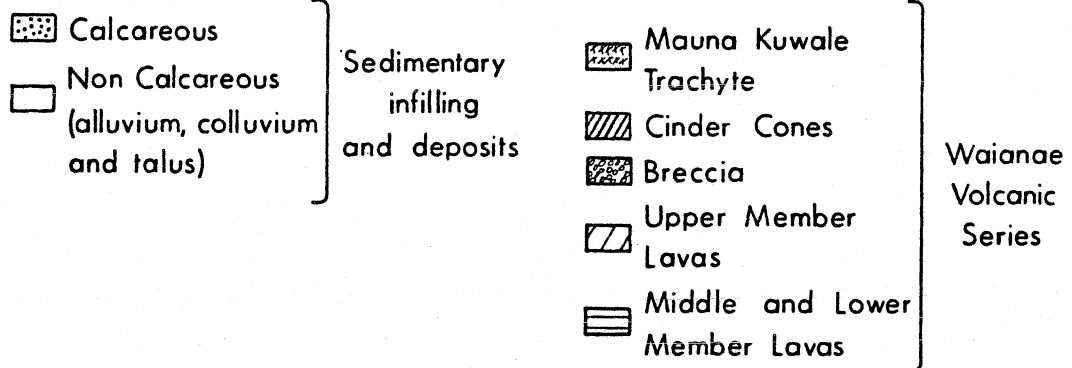 Calcareous
Non Calcareous
(alluvium, colluvium
and talus)
Sedimentary
infilling
and deposits
Mauna Kuwale
Trachyte
Cinder Cones
Breccia
Upper Member
Lavas
Middle and Lower
Member Lavas
Waianae
Volcanic
Series